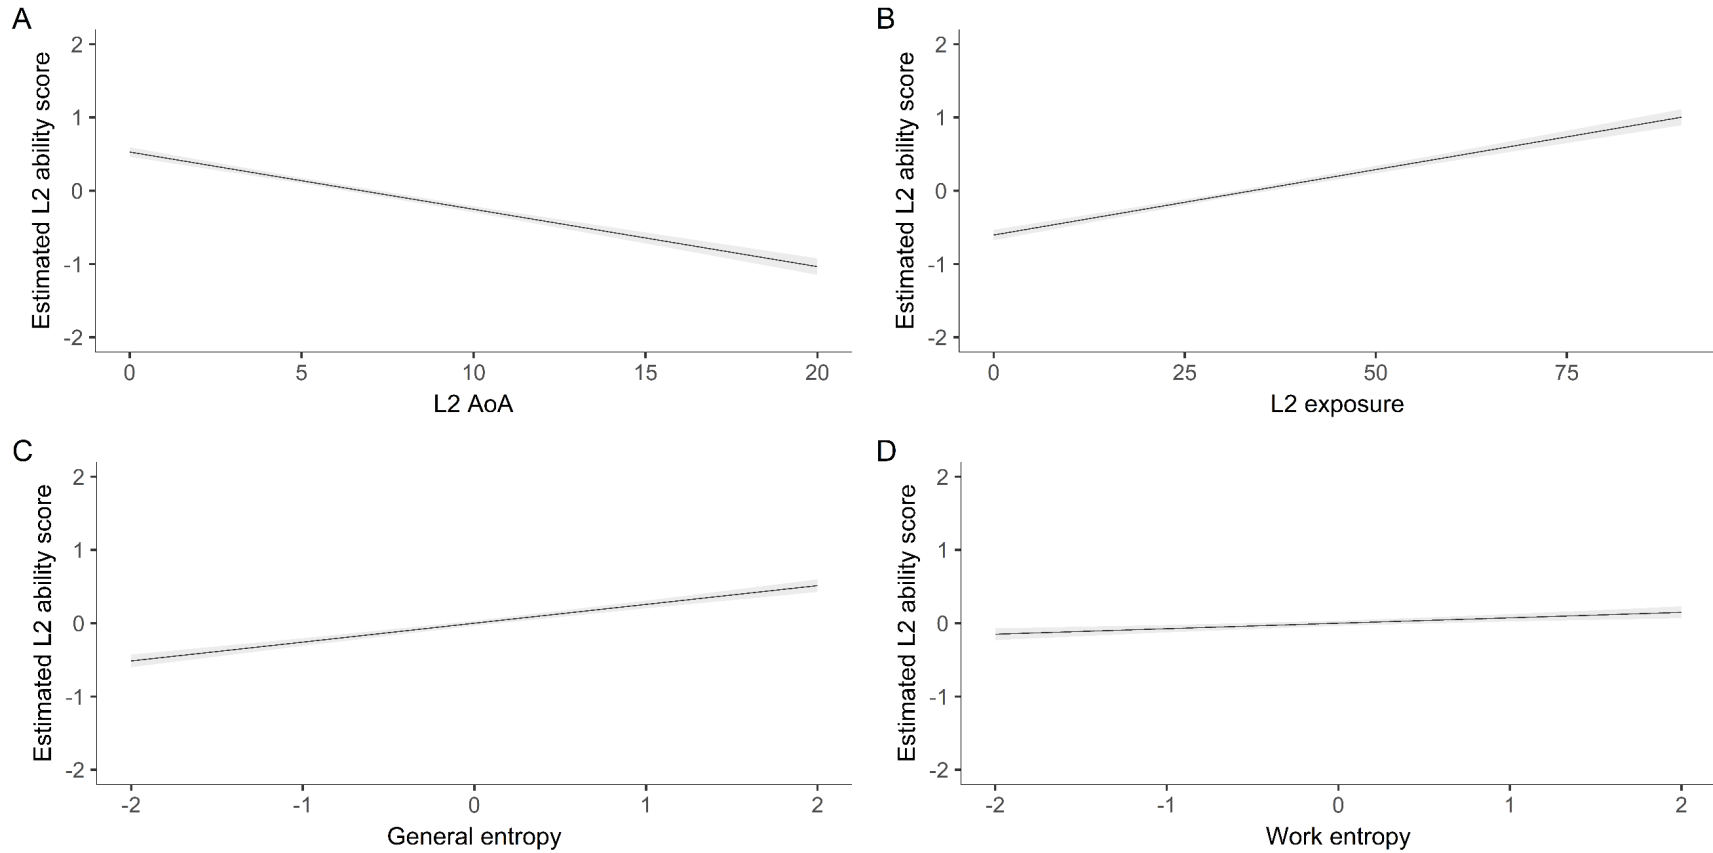 A
Estimated L2 ability score
2
1
0
-1
-2
0 5 10 15 20
L2 AoA
B
Estimated L2 ability score
2
1
0
-1
-2
0 25 50 75
L2 exposure
C
Estimated L2 ability score
2
1
0
-1
-2
-2 -1 0 1 2
General entropy
D
Estimated L2 ability score
2
1
0
-1
-2
-2 -1 0 1 2
Work entropy